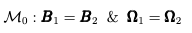 𝓜₀ : 𝑩₁ = 𝑩₂ & 𝛀₁ = 𝛀₂